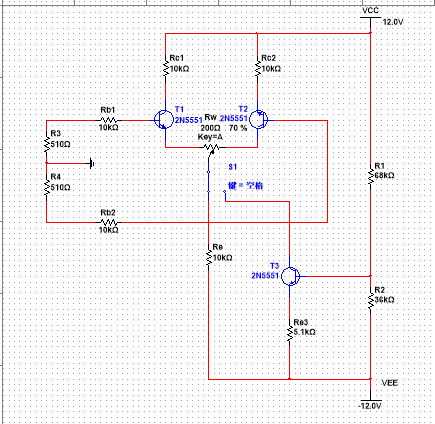 VCC
12.0V
Rc1
10kΩ
Rc2
10kΩ
T1
2N5551
Rw
200Ω
Key=A
T2
2N5551
70 %
Rb1
10kΩ
R3
510Ω
R4
510Ω
Rb2
10kΩ
S1
键 = 空格
R1
68kΩ
Re
10kΩ
T3
2N5551
R2
36kΩ
Re3
5.1kΩ
VEE
-12.0V